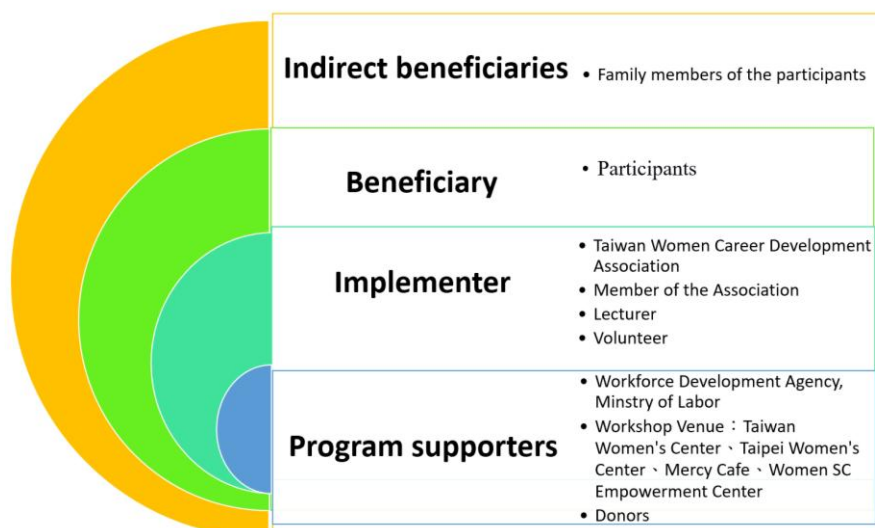 Indirect beneficiaries
• Family members of the participants
Beneficiary
• Participants
Implementer
• Taiwan Women Career Development
Association
• Member of the Association
• Lecturer
• Volunteer
Program supporters
• Workforce Development Agency,
Minstry of Labor
• Workshop Venue：Taiwan
Women's Center、Taipei Women's
Center、Mercy Cafe、Women SC
Empowerment Center
• Donors